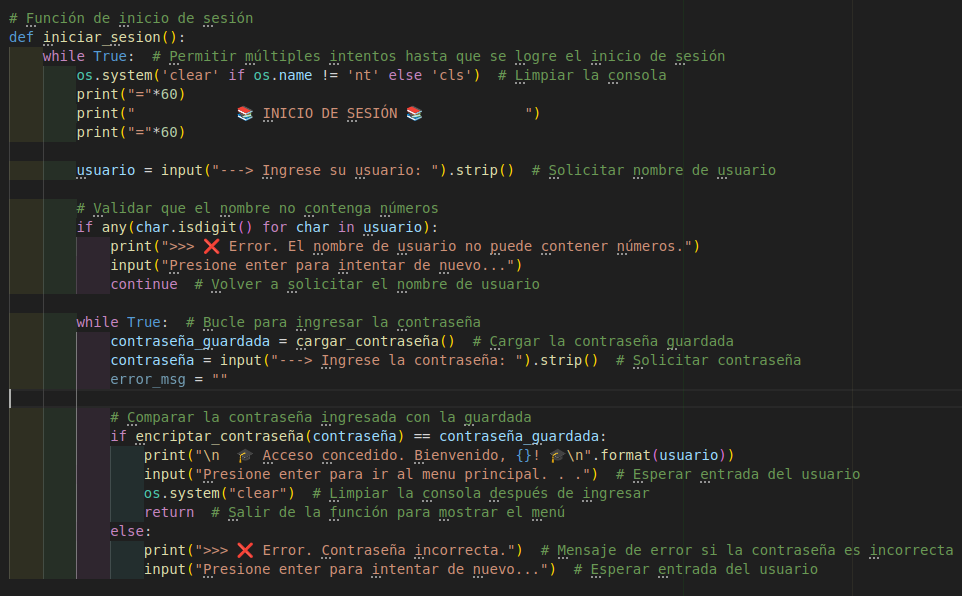 # Función de inicio de sesión
def iniciar_sesion():
    while True:  # Permitir múltiples intentos hasta que se logre el inicio de sesión
        os.system('clear' if os.name != 'nt' else 'cls')  # Limpiar la consola
        print("="*60)
        print("            📚 INICIO DE SESIÓN 📚            ")
        print("="*60)

        usuario = input("---> Ingrese su usuario: ").strip()  # Solicitar nombre de usuario

        # Validar que el nombre no contenga números
        if any(char.isdigit() for char in usuario):
            print(">>> ❌ Error. El nombre de usuario no puede contener números.")
            input("Presione enter para intentar de nuevo...")
            continue  # Volver a solicitar el nombre de usuario

        while True:  # Bucle para ingresar la contraseña
            contraseña_guardada = cargar_contraseña()  # Cargar la contraseña guardada
            contraseña = input("---> Ingrese la contraseña: ").strip()  # Solicitar contraseña
            error_msg = ""

            # Comparar la contraseña ingresada con la guardada
            if encriptar_contraseña(contraseña) == contraseña_guardada:
                print("\n  🎓 Acceso concedido. Bienvenido, {}! 🎓\n".format(usuario))
                input("Presione enter para ir al menu principal. . .")  # Esperar entrada del usuario
                os.system("clear")  # Limpiar la consola después de ingresar
                return  # Salir de la función para mostrar el menú
            else:
                print(">>> ❌ Error. Contraseña incorrecta.")  # Mensaje de error si la contraseña es incorrecta
                input("Presione enter para intentar de nuevo...")  # Esperar entrada del usuario